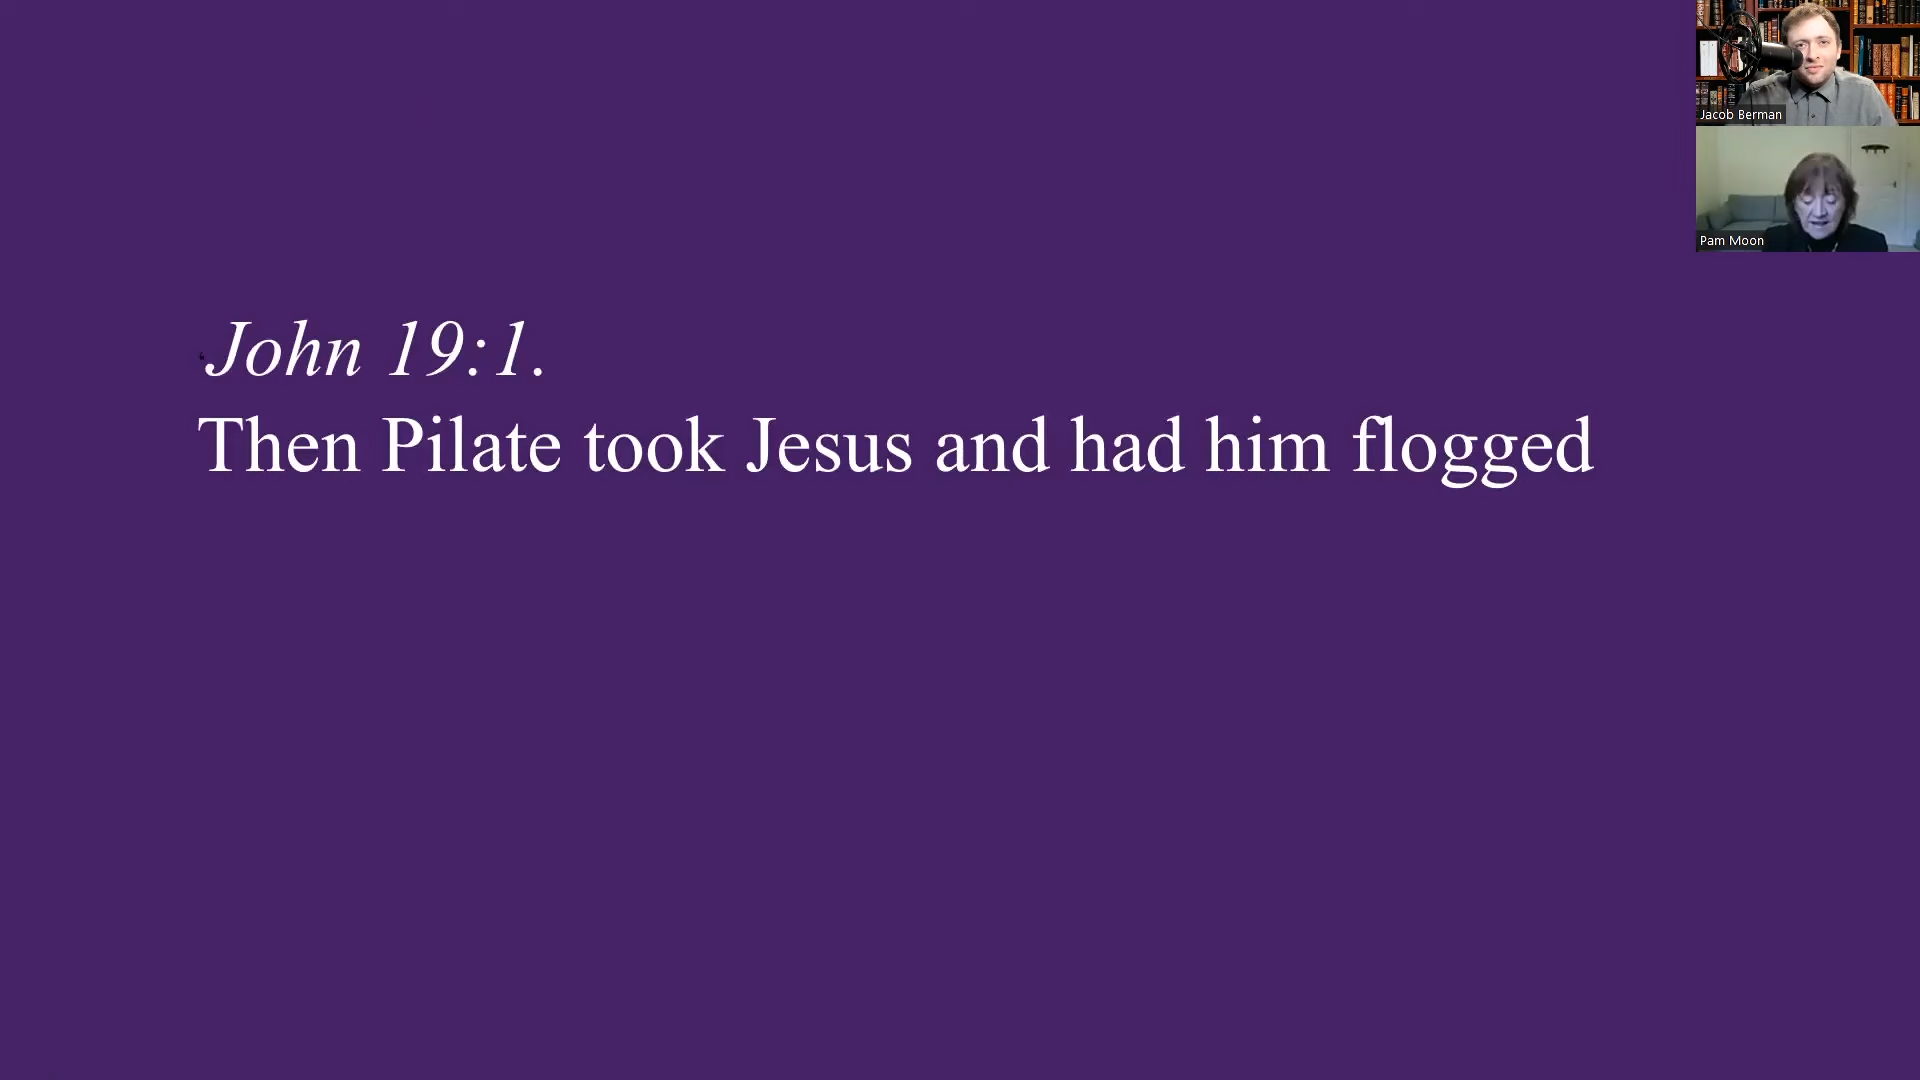 Jacob Berman
Pam Moon
‘John 19:1.
Then Pilate took Jesus and had him flogged